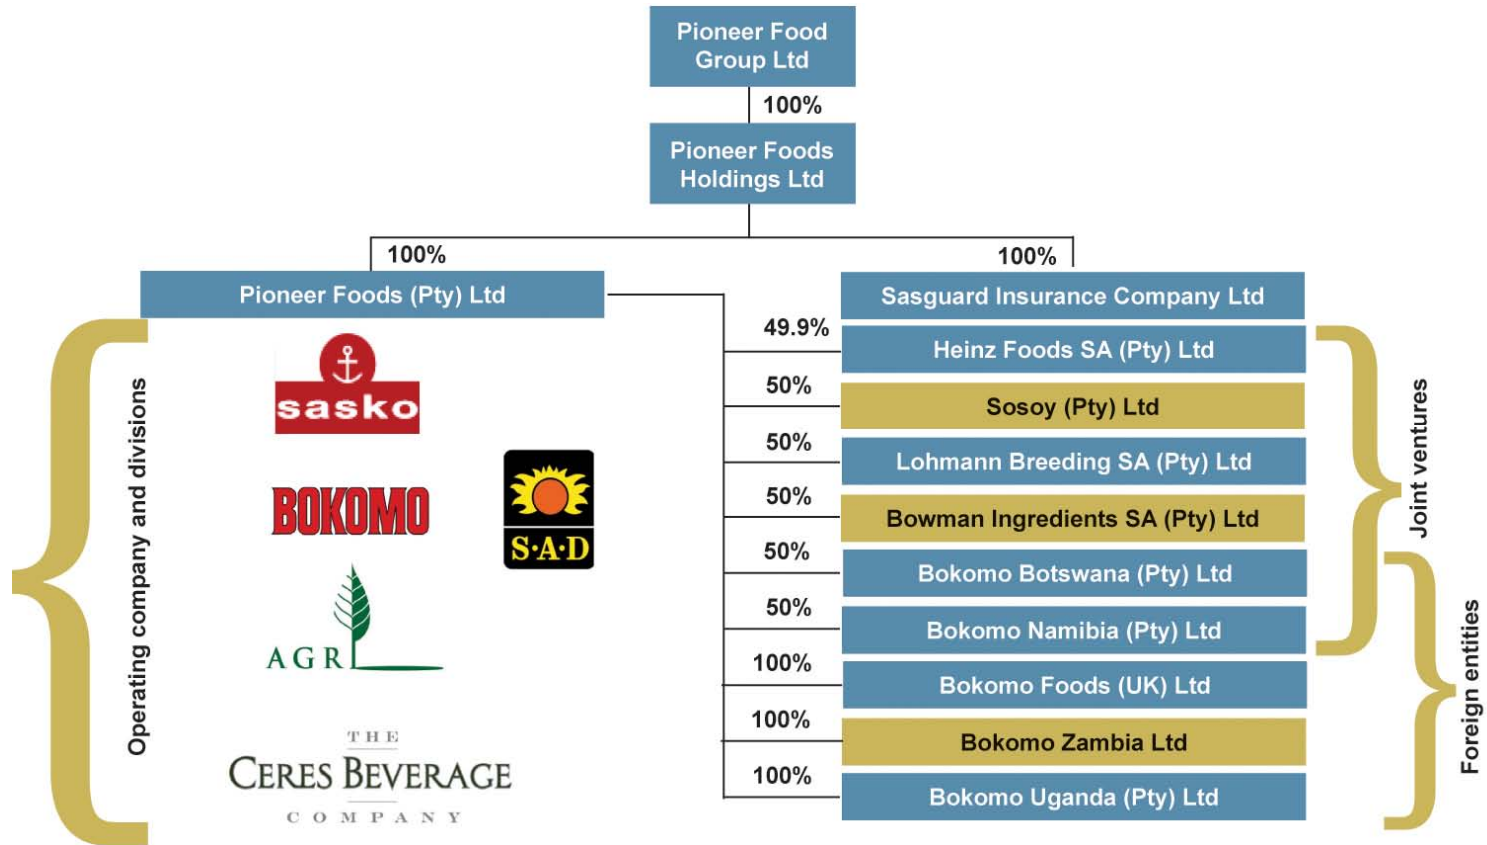 Pioneer Food
Group Ltd
100%
Pioneer Foods
Holdings Ltd
100%
100%
Pioneer Foods (Pty) Ltd
Sasguard Insurance Company Ltd
49.9%
Heinz Foods SA (Pty) Ltd
50%
Sosoy (Pty) Ltd
50%
Lohmann Breeding SA (Pty) Ltd
50%
Bowman Ingredients SA (Pty) Ltd
50%
Bokomo Botswana (Pty) Ltd
50%
Bokomo Namibia (Pty) Ltd
100%
Bokomo Foods (UK) Ltd
100%
Bokomo Zambia Ltd
100%
Bokomo Uganda (Pty) Ltd
Operating company and divisions
sasko
BOKOMO
S·A·D
AGRI
THE
CERES BEVERAGE
COMPANY
Joint ventures
Foreign entities